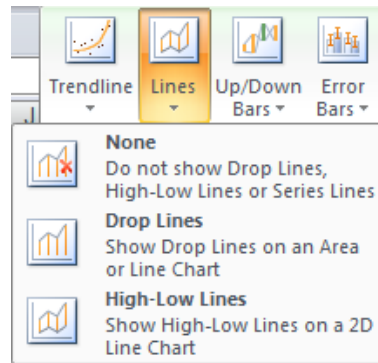 Trendline
Lines
Up/Down
Bars
Error
Bars
None
Do not show Drop Lines,
High-Low Lines or Series Lines
Drop Lines
Show Drop Lines on an Area
or Line Chart
High-Low Lines
Show High-Low Lines on a 2D
Line Chart